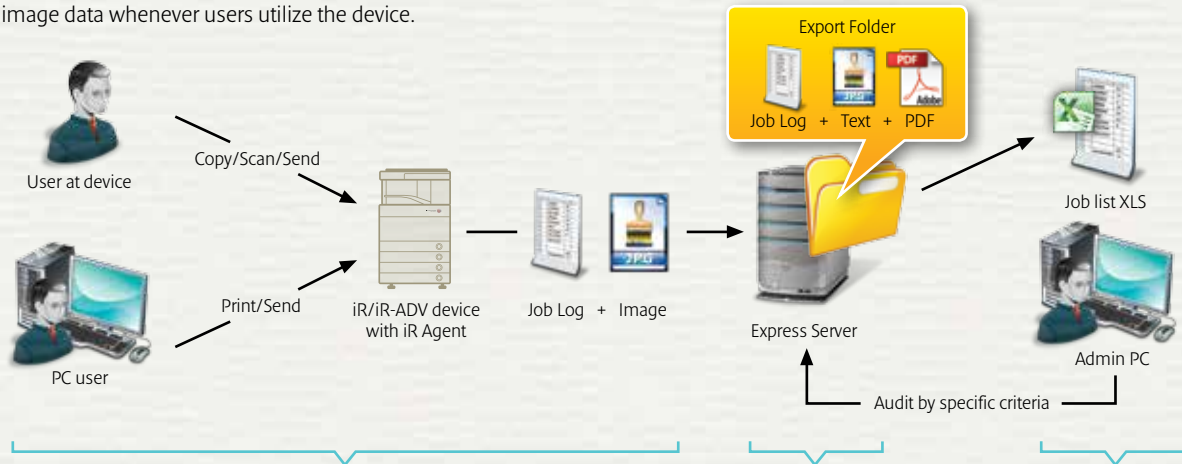 image data whenever users utilize the device.
Export Folder
PDF
JPG
Adobe
Job Log + Text + PDF
User at device
Copy/Scan/Send
Job list XLS
JPG
Print/Send
iR/iR-ADV device
with iR Agent
Job Log + Image
Express Server
PC user
Admin PC
Audit by specific criteria